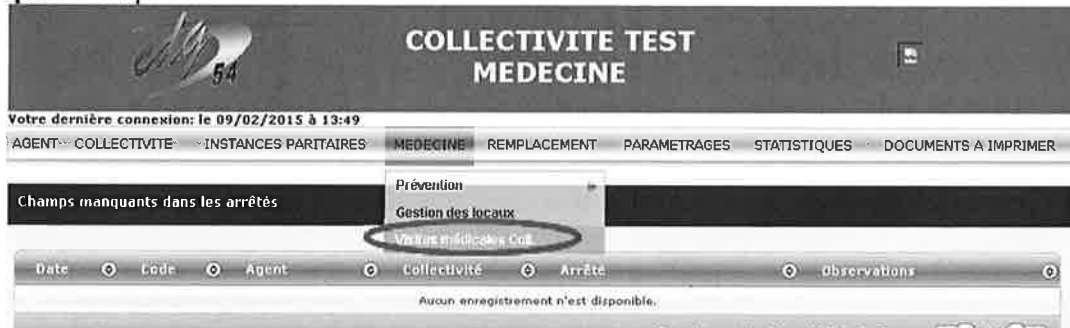 cdg 54
COLLECTIVITE TEST
MEDECINE
Votre dernière connexion: le 09/02/2015 à 13:49
AGENT COLLECTIVITE INSTANCES PARITAIRES MEDECINE REMPLACEMENT PARAMETRAGES STATISTIQUES DOCUMENTS A IMPRIMER
Prévention
Champs manquants dans les arrêtés
Gestion des locaux
Visites médicales Coll.
Date Code Agent Collectivité Arrêté Observations
Aucun enregistrement n'est disponible.